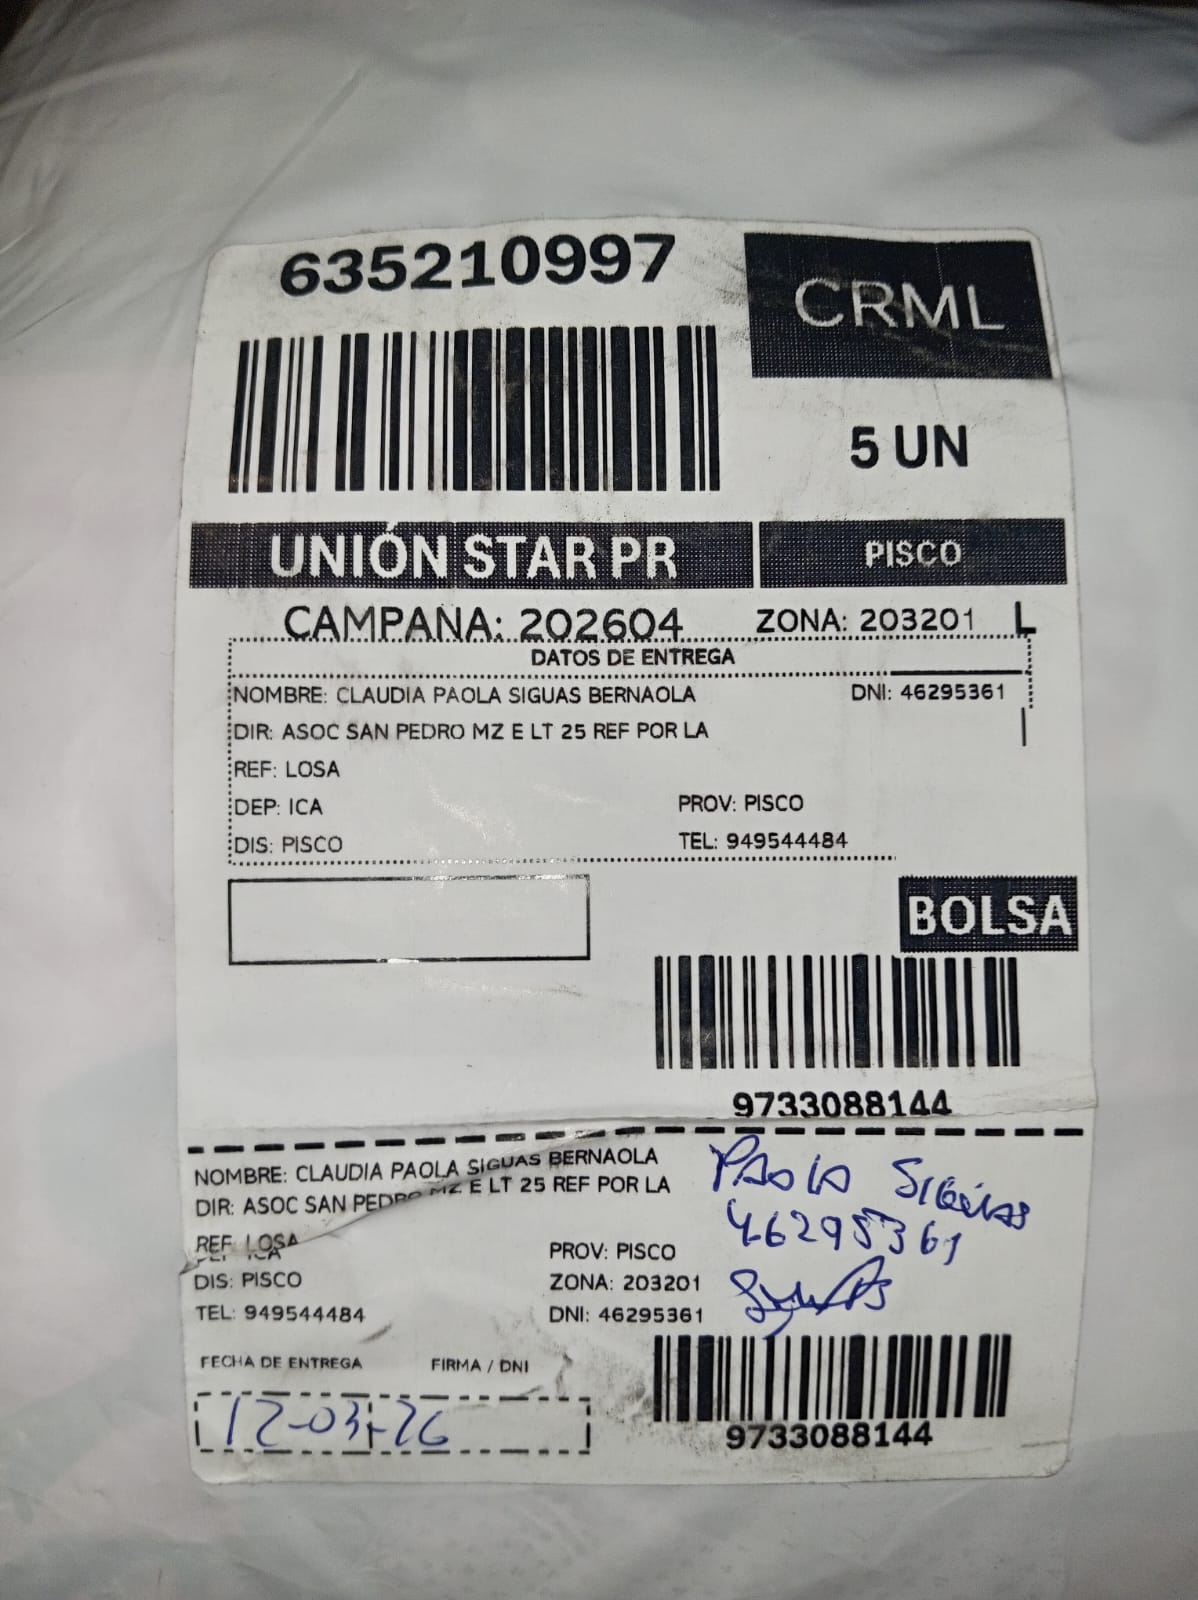 635210997
CRML
5 UN
UNIÓN STAR PR
PISCO
CAMPANA: 202604 ZONA: 203201 L
DATOS DE ENTREGA
NOMBRE: CLAUDIA PAOLA SIGUAS BERNAOLA DNI: 46295361
DIR: ASOC SAN PEDRO MZ E LT 25 REF POR LA
REF: LOSA
DEP: ICA PROV: PISCO
DIS: PISCO TEL: 949544484
BOLSA
9733088144
NOMBRE: CLAUDIA PAOLA SIGUAS BERNAOLA
DIR: ASOC SAN PEDRO MZ E LT 25 REF POR LA
PAOLA SIGUAS
46295361
REF: LOSA
ICA
PROV: PISCO
DIS: PISCO ZONA: 203201
TEL: 949544484 DNI: 46295361
FECHA DE ENTREGA FIRMA / DNI
12-03-26
9733088144